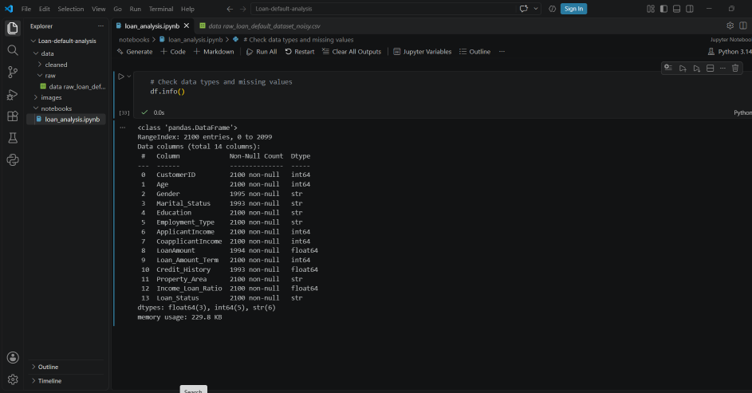 File Edit Selection View Go Run Terminal Help
Loan-default-analysis
Sign In
Explorer
loan_analysis.ipynb
data raw_loan_default_dataset_noisy.csv
Loan-default-analysis
data
cleaned
raw
data raw_loan_def...
images
notebooks
loan_analysis.ipynb
Outline
Timeline
notebooks > loan_analysis.ipynb > # Check data types and missing values
Generate + Code + Markdown Run All Restart Clear All Outputs Jupyter Variables Outline ...
Python 3.14
# Check data types and missing values
df.info()
[33] 0.0s
<class 'pandas.DataFrame'>
RangeIndex: 2100 entries, 0 to 2099
Data columns (total 14 columns):
# Column Non-Null Count Dtype
--- ------ -------------- -----
0 CustomerID 2100 non-null int64
1 Age 2100 non-null int64
2 Gender 1995 non-null str
3 Marital_Status 1993 non-null str
4 Education 2100 non-null str
5 Employment_Type 2100 non-null str
6 ApplicantIncome 2100 non-null int64
7 CoapplicantIncome 2100 non-null int64
8 LoanAmount 1994 non-null float64
9 Loan_Amount_Term 2100 non-null int64
10 Credit_History 1993 non-null float64
11 Property_Area 2100 non-null str
12 Income_Loan_Ratio 2100 non-null float64
13 Loan_Status 2100 non-null str
dtypes: float64(3), int64(5), str(6)
memory usage: 229.8 KB
Search